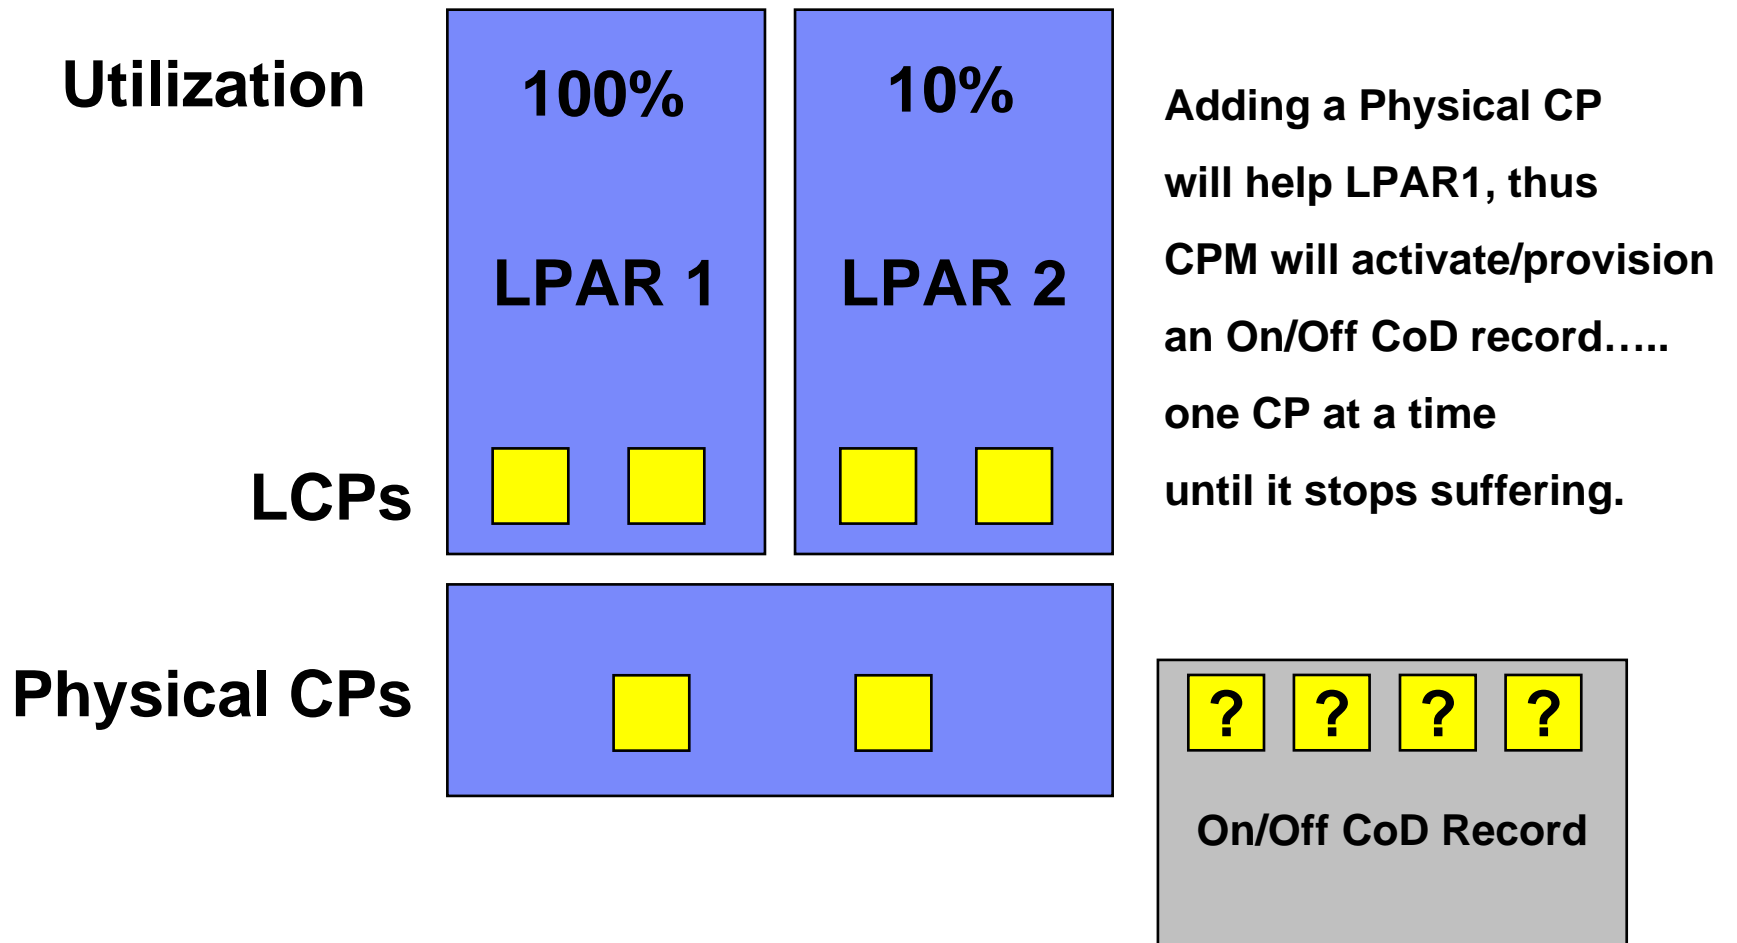 Utilization
100%
10%
LPAR 1
LPAR 2
LCPs
Adding a Physical CP
will help LPAR1, thus
CPM will activate/provision
an On/Off CoD record…..
one CP at a time
until it stops suffering.
Physical CPs
? ? ? ?
On/Off CoD Record